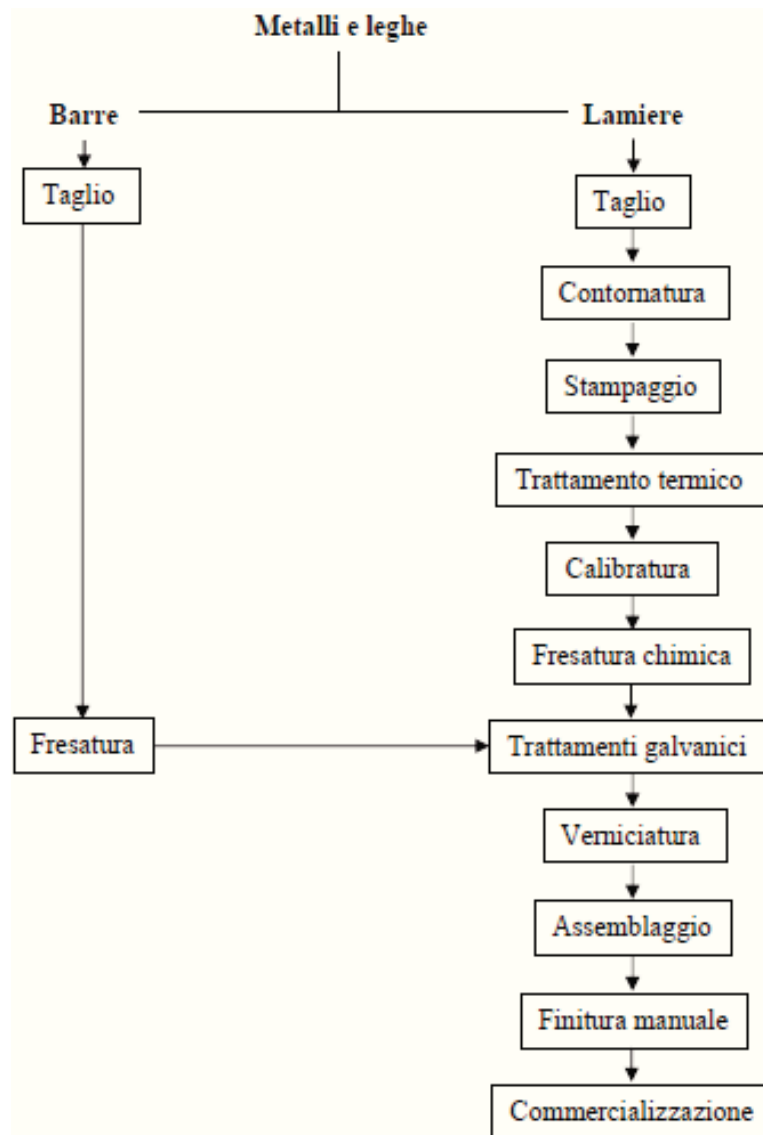 Metalli e leghe
Barre
Lamiere
Taglio
Taglio
Contornatura
Stampaggio
Trattamento termico
Calibratura
Fresatura chimica
Fresatura
Trattamenti galvanici
Verniciatura
Assemblaggio
Finitura manuale
Commercializzazione